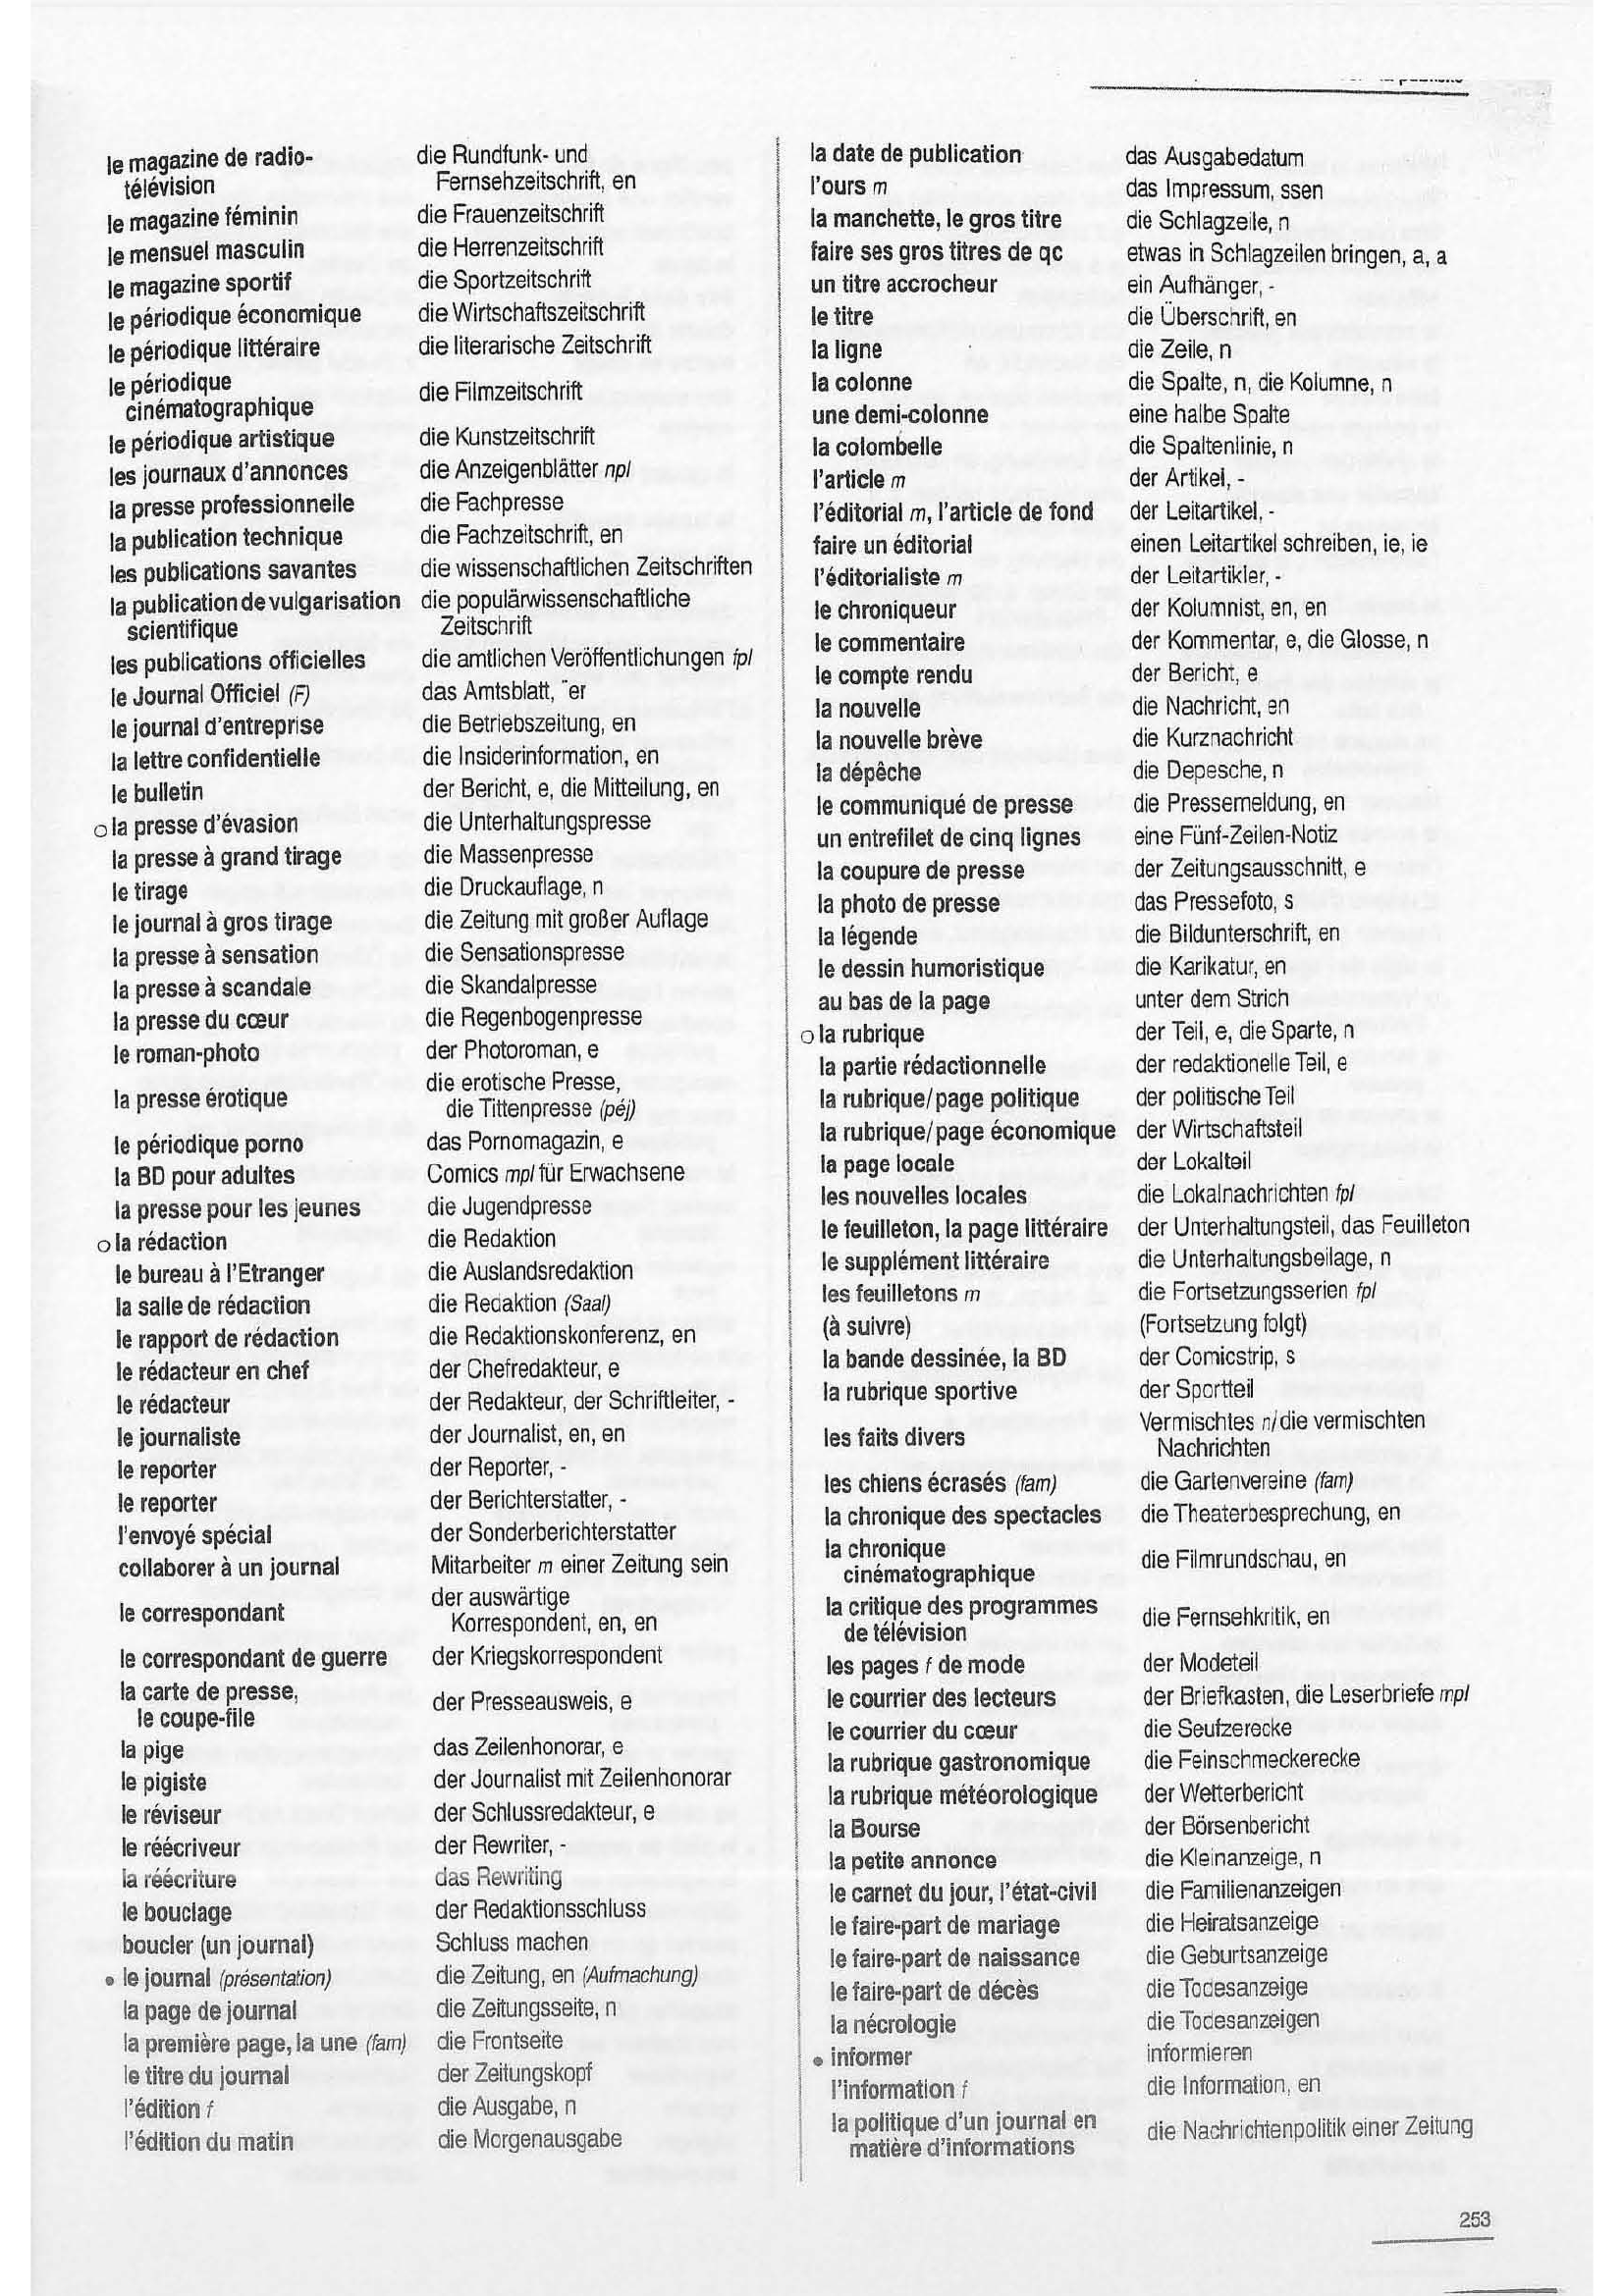 le magazine de radio- die Rundfunk- und
télévision Fernsehzeitschrift, en
le magazine féminin die Frauenzeitschrift
le mensuel masculin die Herrenzeitschrift
le magazine sportif die Sportzeitschrift
le périodique économique die Wirtschaftszeitschrift
le périodique littéraire die literarische Zeitschrift
le périodique
cinématographique die Filmzeitschrift
le périodique artistique die Kunstzeitschrift
les journaux d'annonces die Anzeigenblätter npl
la presse professionnelle die Fachpresse
la publication technique die Fachzeitschrift, en
les publications savantes die wissenschaftlichen Zeitschriften
la publication de vulgarisation die populärwissenschaftliche
scientifique Zeitschrift
les publications officielles die amtlichen Veröffentlichungen fpl
le Journal Officiel (F) das Amtsblatt, ¨er
le journal d'entreprise die Betriebszeitung, en
la lettre confidentielle die Insiderinformation, en
le bulletin der Bericht, e, die Mitteilung, en
o la presse d'évasion die Unterhaltungspresse
la presse à grand tirage die Massenpresse
le tirage die Druckauflage, n
le journal à gros tirage die Zeitung mit großer Auflage
la presse à sensation die Sensationspresse
la presse à scandale die Skandalpresse
la presse du cœur die Regenbogenpresse
le roman-photo der Photoroman, e
la presse érotique die erotische Presse,
die Tittenpresse (péj)
le périodique porno das Pornomagazin, e
la BD pour adultes Comics mpl für Erwachsene
la presse pour les jeunes die Jugendpresse
o la rédaction die Redaktion
le bureau à l'Etranger die Auslandsredaktion
la salle de rédaction die Redaktion (Saal)
le rapport de rédaction die Redaktionskonferenz, en
le rédacteur en chef der Chefredakteur, e
le rédacteur der Redakteur, der Schriftleiter, -
le journaliste der Journalist, en, en
le reporter der Reporter, -
le reporter der Berichterstatter, -
l'envoyé spécial der Sonderberichterstatter
collaborer à un journal Mitarbeiter m einer Zeitung sein
le correspondant der auswärtige
Korrespondent, en, en
le correspondant de guerre der Kriegskorrespondent
la carte de presse,
le coupe-file der Presseausweis, e
la pige das Zeilenhonorar, e
le pigiste der Journalist mit Zeilenhonorar
le réviseur der Schlussredakteur, e
le réécriveur der Rewriter, -
la réécriture das Rewriting
le bouclage der Redaktionsschluss
boucler (un journal) Schluss machen
• le journal (présentation) die Zeitung, en (Aufmachung)
la page de journal die Zeitungsseite, n
la première page, la une (fam) die Frontseite
le titre du journal der Zeitungskopf
l'édition f die Ausgabe, n
l'édition du matin die Morgenausgabe
la date de publication das Ausgabedatum
l'ours m das Impressum, ssen
la manchette, le gros titre die Schlagzeile, n
faire ses gros titres de qc etwas in Schlagzeilen bringen, a, a
un titre accrocheur ein Aufhänger, -
le titre die Überschrift, en
la ligne die Zeile, n
la colonne die Spalte, n, die Kolumne, n
une demi-colonne eine halbe Spalte
la colombelle die Spaltenlinie, n
l'article m der Artikel, -
l'éditorial m, l'article de fond der Leitartikel, -
faire un éditorial einen Leitartikel schreiben, ie, ie
l'éditorialiste m der Leitartikler, -
le chroniqueur der Kolumnist, en, en
le commentaire der Kommentar, e, die Glosse, n
le compte rendu der Bericht, e
la nouvelle die Nachricht, en
la nouvelle brève die Kurznachricht
la dépêche die Depesche, n
le communiqué de presse die Pressemeldung, en
un entrefilet de cinq lignes eine Fünf-Zeilen-Notiz
la coupure de presse der Zeitungsausschnitt, e
la photo de presse das Pressefoto, s
la légende die Bildunterschrift, en
le dessin humoristique die Karikatur, en
au bas de la page unter dem Strich
o la rubrique der Teil, e, die Sparte, n
la partie rédactionnelle der redaktionelle Teil, e
la rubrique/page politique der politische Teil
la rubrique/page économique der Wirtschaftsteil
la page locale der Lokalteil
les nouvelles locales die Lokalnachrichten fpl
le feuilleton, la page littéraire der Unterhaltungsteil, das Feuilleton
le supplément littéraire die Unterhaltungsbeilage, n
les feuilletons m die Fortsetzungsserien fpl
(à suivre) (Fortsetzung folgt)
la bande dessinée, la BD der Comicstrip, s
la rubrique sportive der Sportteil
les faits divers Vermischtes n/die vermischten
Nachrichten
les chiens écrasés (fam) die Gartenvereine (fam)
la chronique des spectacles die Theaterbesprechung, en
la chronique
cinématographique die Filmrundschau, en
la critique des programmes
de télévision die Fernsehkritik, en
les pages f de mode der Modeteil
le courrier des lecteurs der Briefkasten, die Leserbriefe mpl
le courrier du cœur die Seufzerecke
la rubrique gastronomique die Feinschmeckerecke
la rubrique météorologique der Wetterbericht
la Bourse der Börsenbericht
la petite annonce die Kleinanzeige, n
le carnet du jour, l'état-civil die Familienanzeigen
le faire-part de mariage die Heiratsanzeige
le faire-part de naissance die Geburtsanzeige
le faire-part de décès die Todesanzeige
la nécrologie die Todesanzeigen
• informer informieren
l'information f die Information, en
la politique d'un journal en
matière d'informations die Nachrichtenpolitik einer Zeitung
253